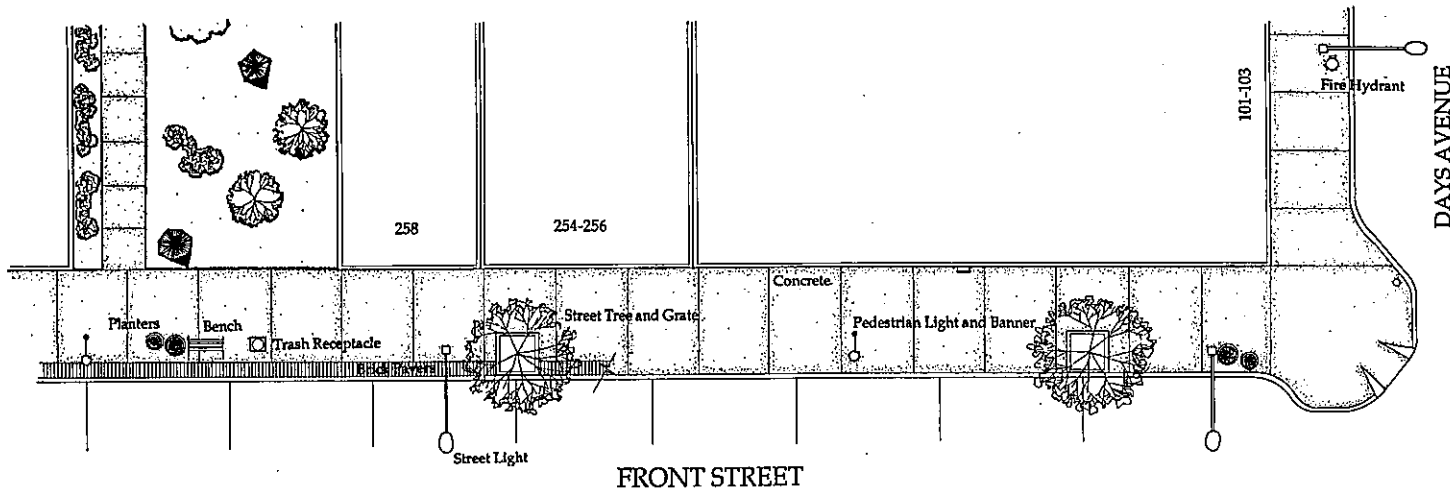 Fire Hydrant
DAYS AVENUE
101-103
258
254-256
Concrete
Planters
Bench
Trash Receptacle
Street Tree and Grate
Pedestrian Light and Banner
Brick Pavers
Street Light
FRONT STREET